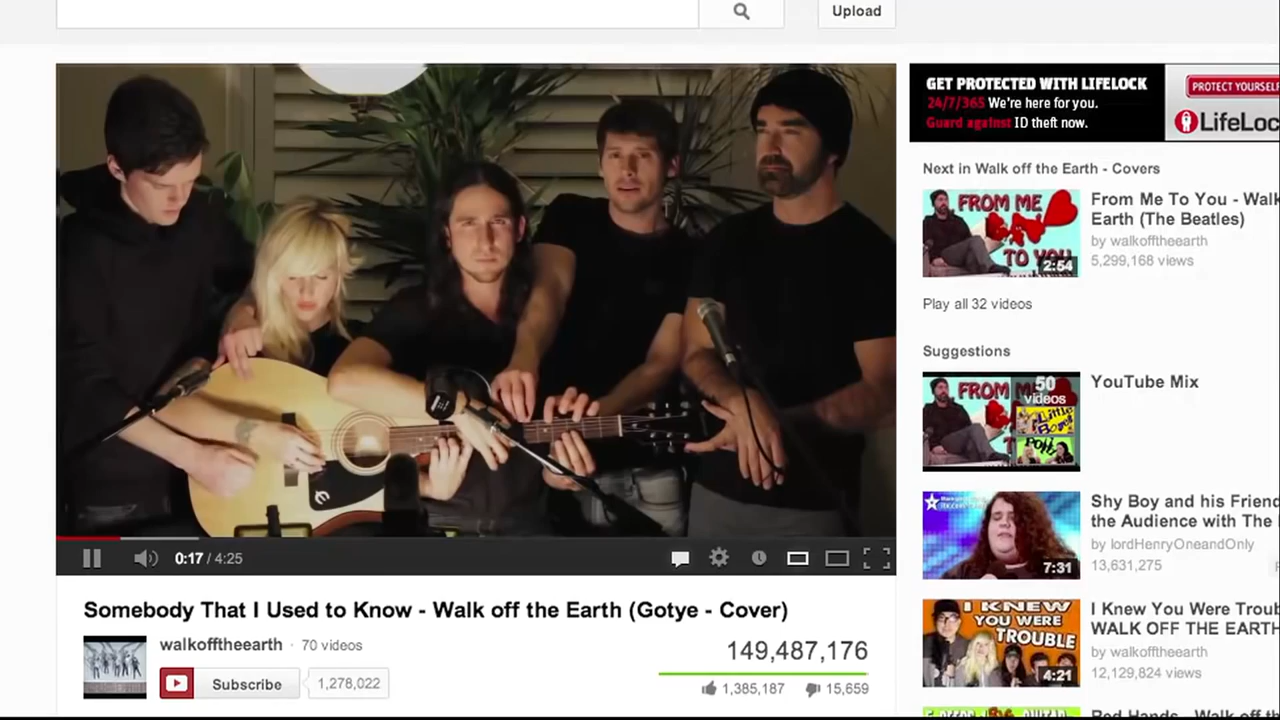 Upload
GET PROTECTED WITH LIFELOCK
24/7/365 We're here for you.
Guard against ID theft now.
PROTECT YOURSELF
LifeLoc
Next in Walk off the Earth - Covers
FROM ME
TO YOU
2:54
From Me To You - Walk
Earth (The Beatles)
by walkofftheearth
5,299,168 views
Play all 32 videos
Suggestions
FROM
50
videos
YouTube Mix
7:31
Shy Boy and his Friend
the Audience with The
by lordHenryOneandOnly
13,631,275
I KNEW
YOU WERE
TROUBLE
4:21
I Knew You Were Troub
WALK OFF THE EARTH
by walkofftheearth
12,129,824 views
Red Hands - Walk off th
0:17 / 4:25
Somebody That I Used to Know - Walk off the Earth (Gotye - Cover)
walkofftheearth · 70 videos
Subscribe
1,278,022
149,487,176
1,385,187
15,659